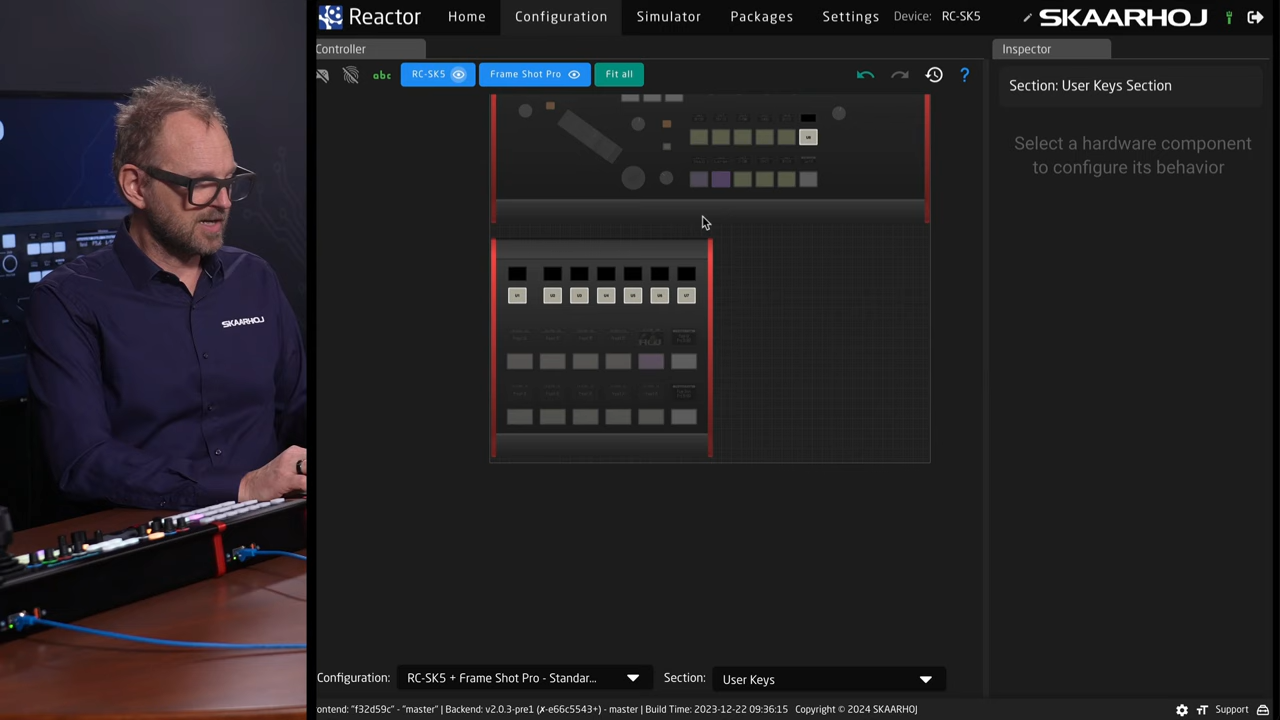 Reactor
Home
Configuration
Simulator
Packages
Settings
Device: RC-SK5
SKAARHOJ
Controller
Inspector
abc
RC-SK5
Frame Shot Pro
Fit all
?
Section: User Keys Section
Select a hardware component
to configure its behavior
SKAARHOJ
Configuration:
RC-SK5 + Frame Shot Pro - Standar...
Section:
User Keys
ontend: "f32d59c" - "master" | Backend: v2.0.3-pre1 (✗-e66c5543+) - master | Build Time: 2023-12-22 09:36:15 Copyright © 2024 SKAARHOJ
Support